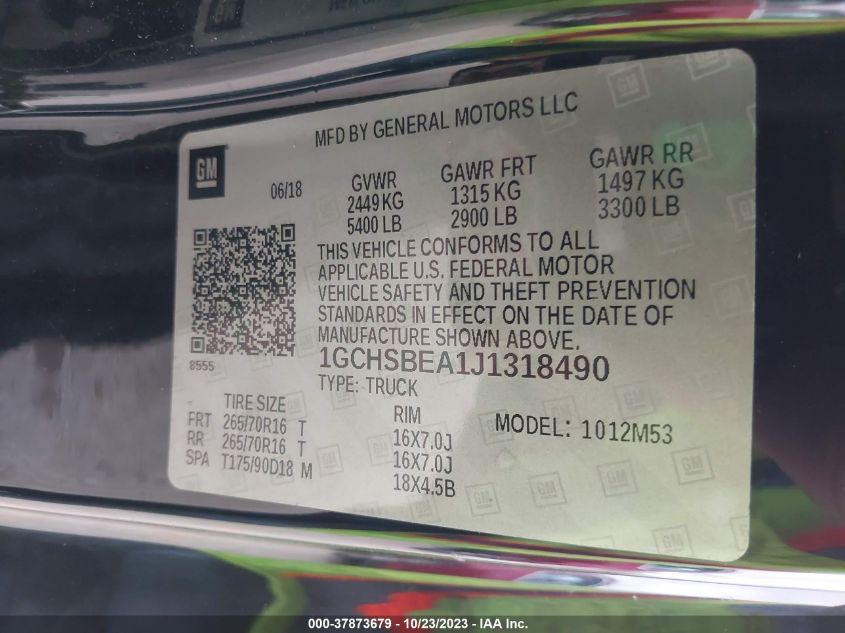 MFD BY GENERAL MOTORS LLC
GM
06/18
GVWR GAWR FRT GAWR RR
2449 KG 1315 KG 1497 KG
5400 LB 2900 LB 3300 LB
THIS VEHICLE CONFORMS TO ALL
APPLICABLE U.S. FEDERAL MOTOR
VEHICLE SAFETY AND THEFT PREVENTION
STANDARDS IN EFFECT ON THE DATE OF
MANUFACTURE SHOWN ABOVE.
8555
1GCHSBEA1J1318490
TYPE: TRUCK
TIRE SIZE RIM MODEL: 1012M53
FRT 265/70R16 T 16X7.0J
RR 265/70R16 T 16X7.0J
SPA T175/90D18 M 18X4.5B
000-37873679 - 10/23/2023 - IAA Inc.